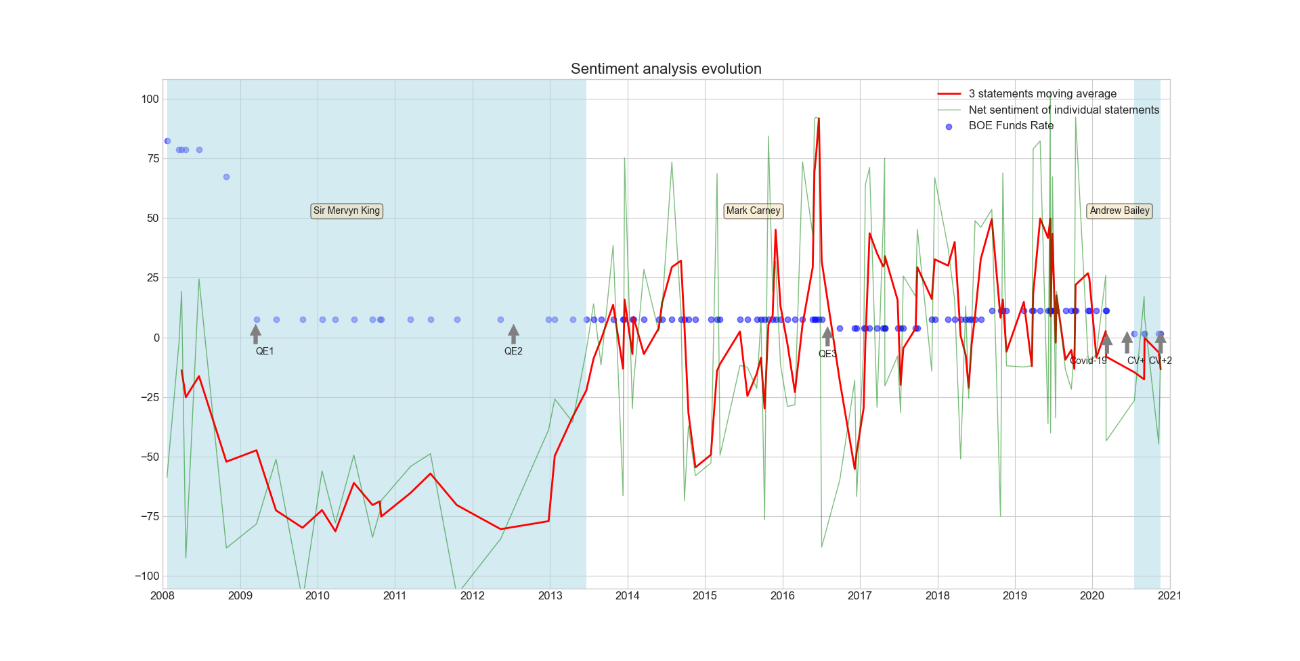 Sentiment analysis evolution
3 statements moving average
Net sentiment of individual statements
BOE Funds Rate
100
75
50
25
0
−25
−50
−75
−100
Sir Mervyn King
Mark Carney
Andrew Bailey
QE1
QE2
QE3
Covid-19
CV+
CV+2
2008 2009 2010 2011 2012 2013 2014 2015 2016 2017 2018 2019 2020 2021